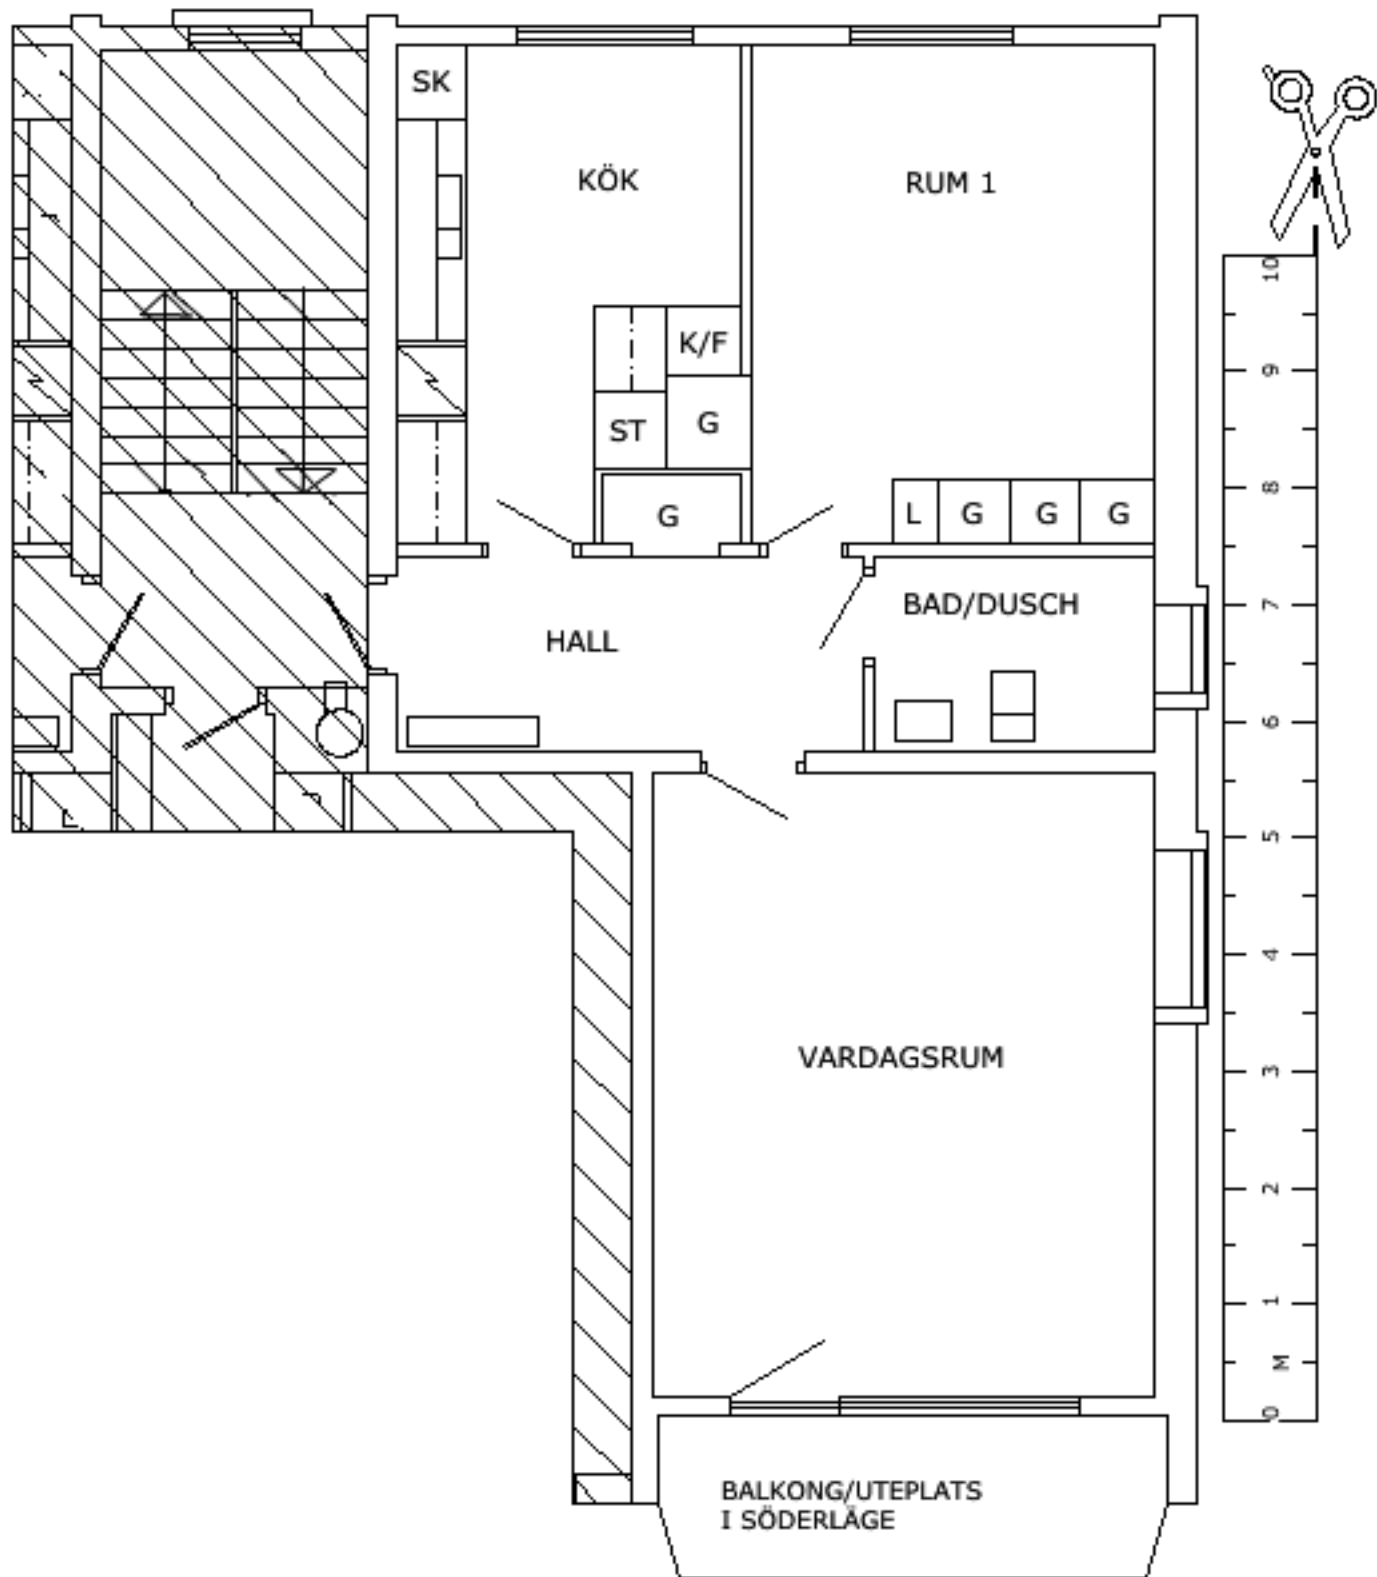 SK
KÖK
RUM 1
K/F
ST
G
G
L
G
G
G
BAD/DUSCH
HALL
VARDAGSRUM
BALKONG/UTEPLATS
I SÖDERLÄGE
L
10
9
8
7
6
5
4
3
2
1
M
0